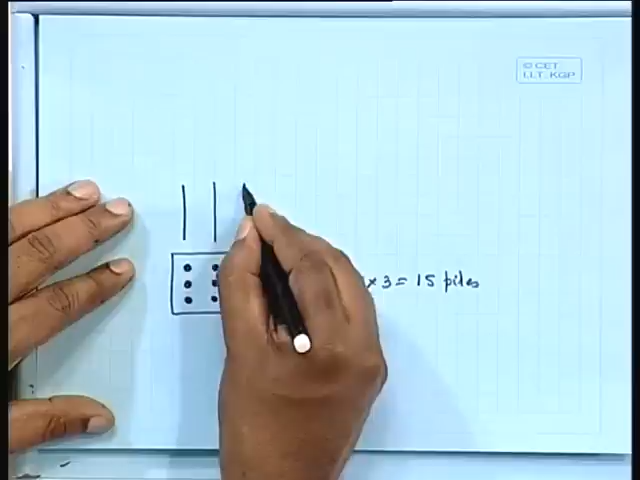 © CET
I.I.T. KGP
× 3 = 15 piles